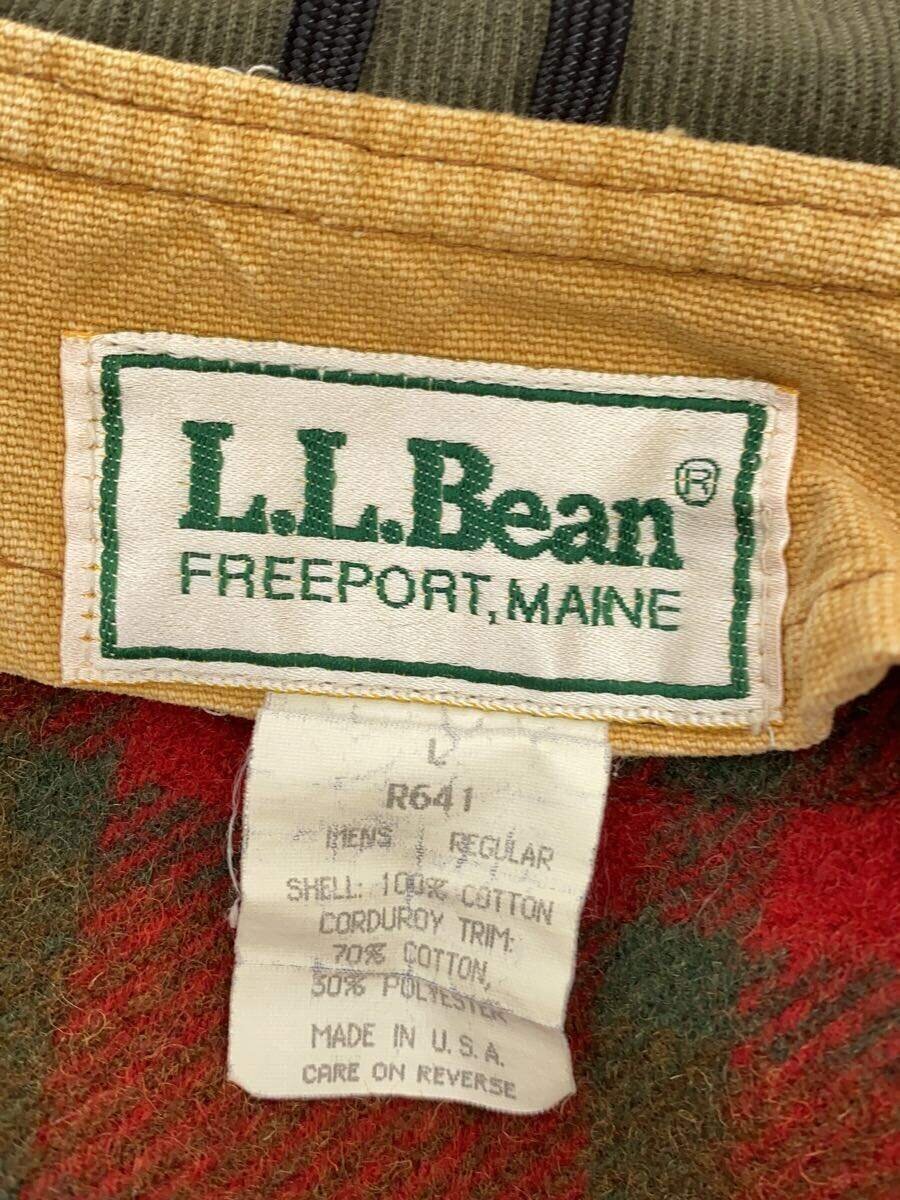 L.L.Bean®
FREEPORT, MAINE
L
R641
MENS REGULAR
SHELL: 100% COTTON
CORDUROY TRIM:
70% COTTON,
30% POLYESTER
MADE IN U.S.A.
CARE ON REVERSE